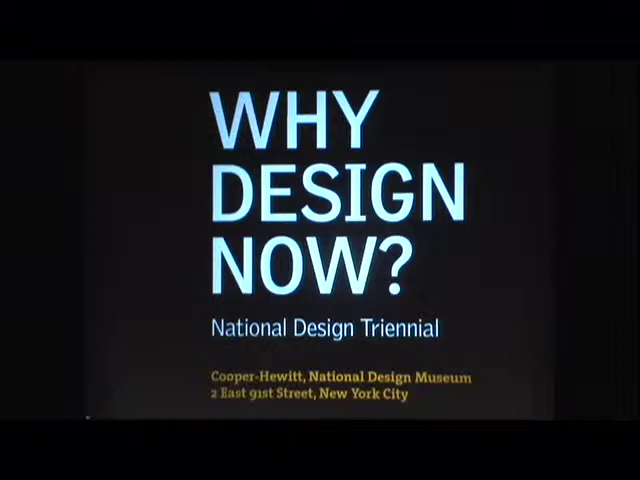 WHY
DESIGN
NOW?
National Design Triennial
Cooper-Hewitt, National Design Museum
2 East 91st Street, New York City